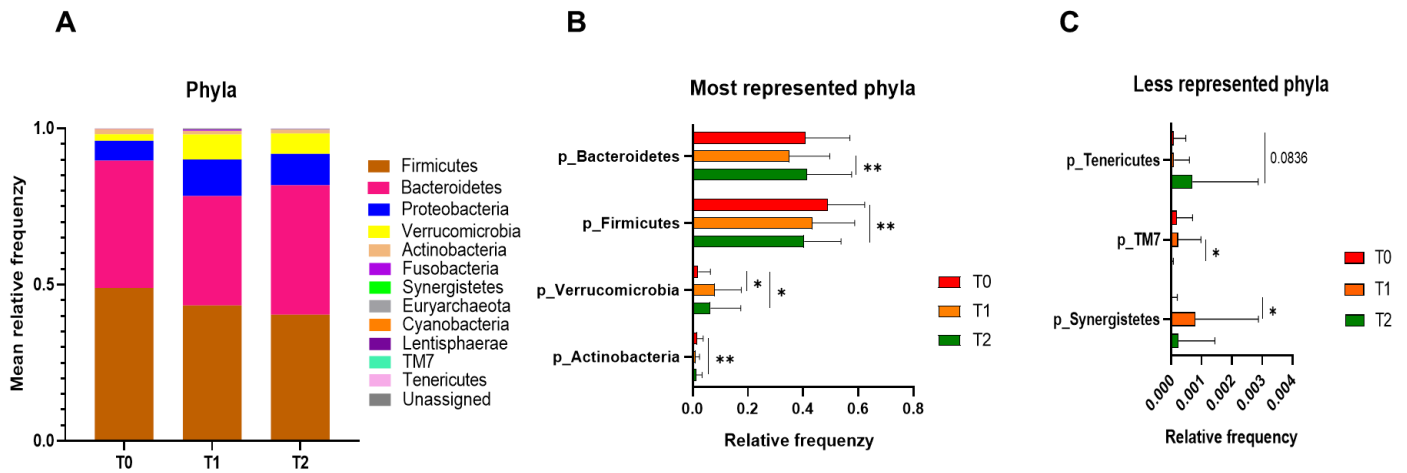 A
Phyla
Mean relative frequenzy
1.0
0.5
0.0
T0
T1
T2
Firmicutes
Bacteroidetes
Proteobacteria
Verrucomicrobia
Actinobacteria
Fusobacteria
Synergistetes
Euryarchaeota
Cyanobacteria
Lentisphaerae
TM7
Tenericutes
Unassigned
B
Most represented phyla
p_Bacteroidetes
**
p_Firmicutes
**
p_Verrucomicrobia
* *
p_Actinobacteria
**
0.0 0.2 0.4 0.6 0.8
Relative frequenzy
T0
T1
T2
C
Less represented phyla
p_Tenericutes
0.0836
p_TM7
*
p_Synergistetes
*
0.000 0.001 0.002 0.003 0.004
Relative frequency
T0
T1
T2